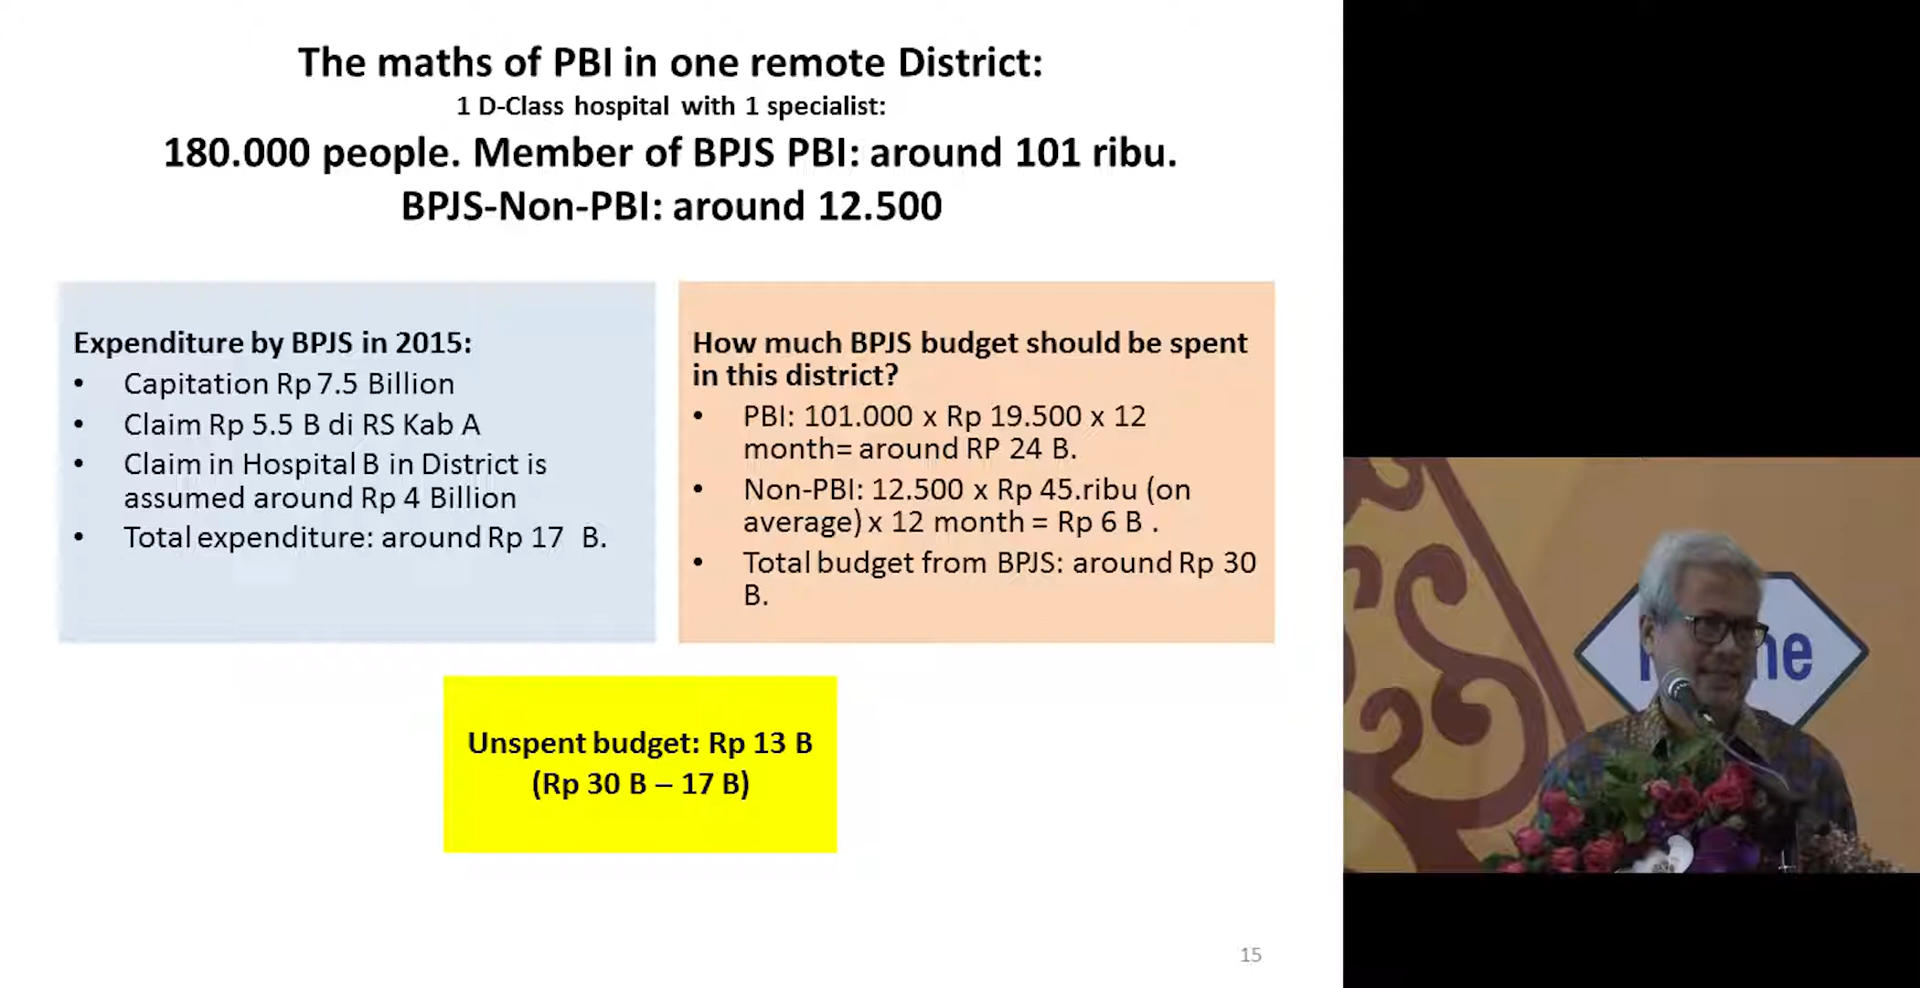 The maths of PBI in one remote District:
1 D-Class hospital with 1 specialist:
180.000 people. Member of BPJS PBI: around 101 ribu.
BPJS-Non-PBI: around 12.500
Expenditure by BPJS in 2015:
• Capitation Rp 7.5 Billion
• Claim Rp 5.5 B di RS Kab A
• Claim in Hospital B in District is
assumed around Rp 4 Billion
• Total expenditure: around Rp 17 B.
How much BPJS budget should be spent
in this district?
• PBI: 101.000 x Rp 19.500 x 12
month= around RP 24 B.
• Non-PBI: 12.500 x Rp 45.ribu (on
average) x 12 month = Rp 6 B .
• Total budget from BPJS: around Rp 30
B.
Unspent budget: Rp 13 B
(Rp 30 B – 17 B)
15